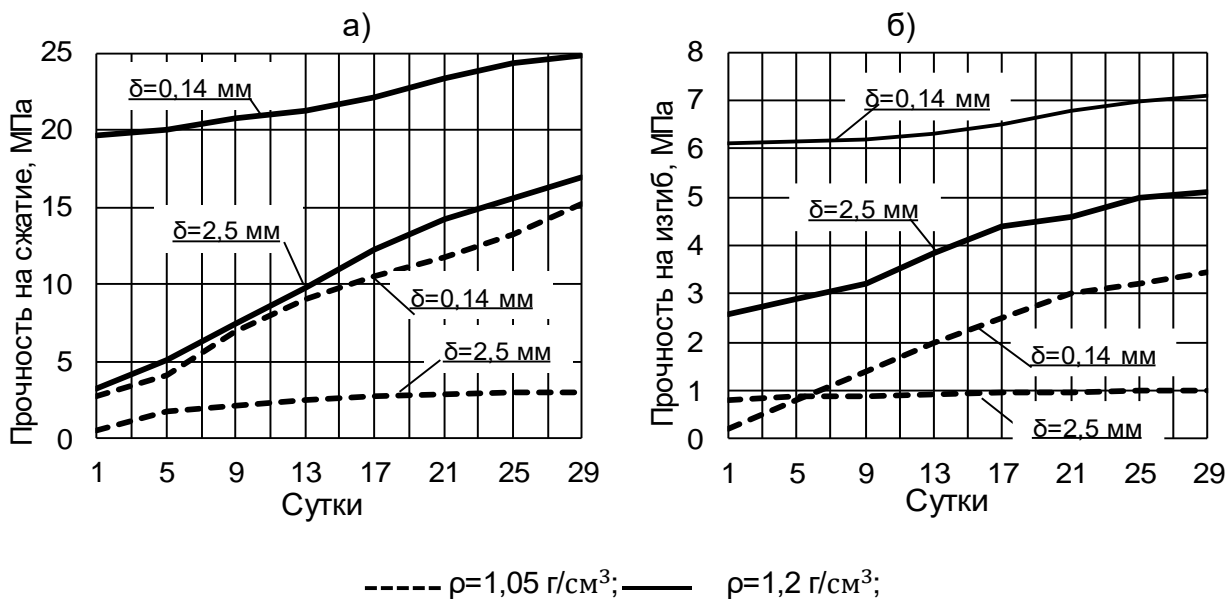 а)
Прочность на сжатие, МПа
25
20
15
10
5
0
δ=0,14 мм
δ=2,5 мм
δ=0,14 мм
δ=2,5 мм
1 5 9 13 17 21 25 29
Сутки
б)
Прочность на изгиб, МПа
8
7
6
5
4
3
2
1
0
δ=0,14 мм
δ=2,5 мм
δ=0,14 мм
δ=2,5 мм
1 5 9 13 17 21 25 29
Сутки
ρ=1,05 г/см³; ρ=1,2 г/см³;